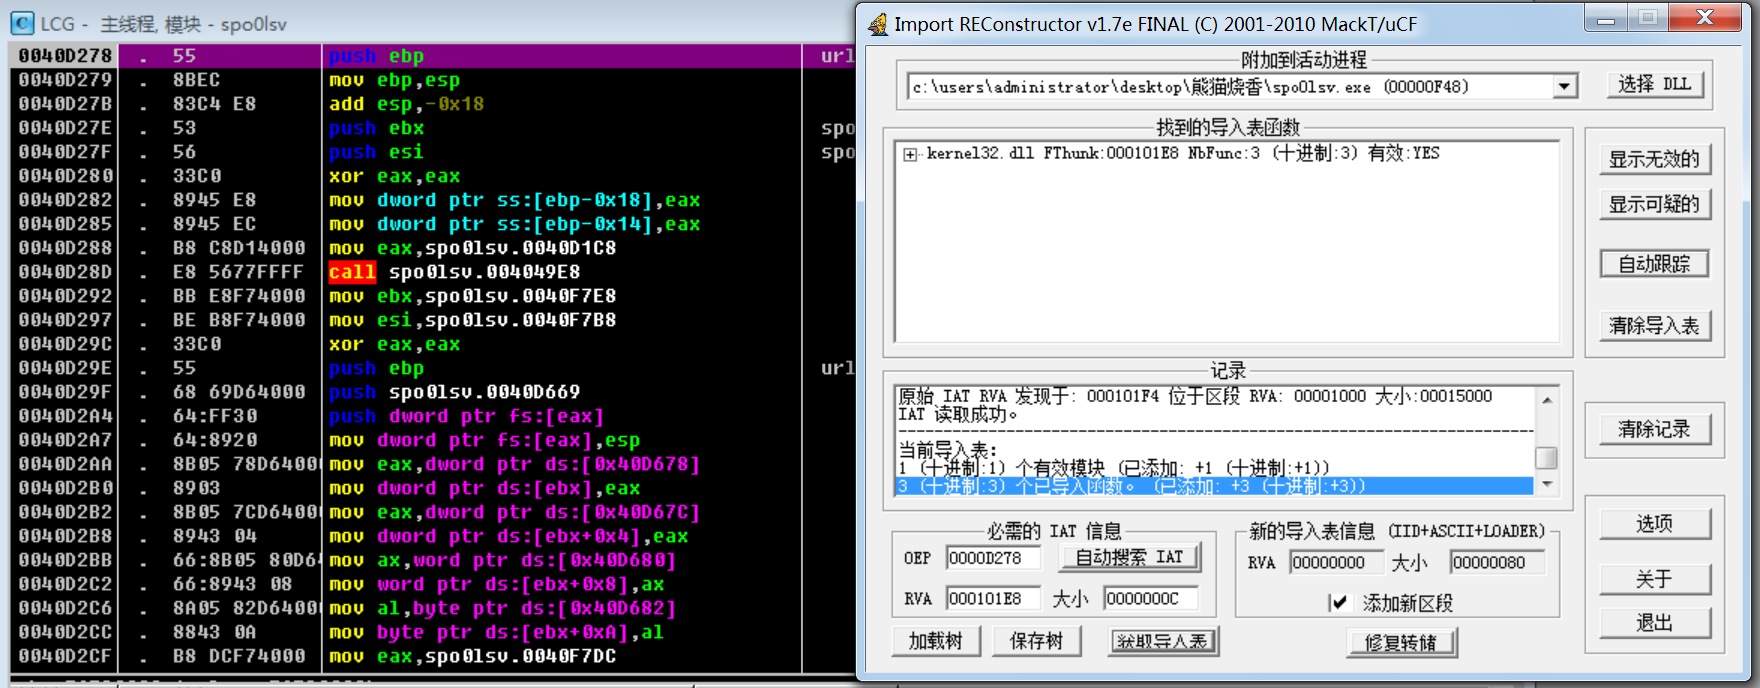 LCG - 主线程, 模块 - spo0lsv
0040D278 . 55 push ebp url
0040D279 . 8BEC mov ebp,esp
0040D27B . 83C4 E8 add esp,-0x18
0040D27E . 53 push ebx spo
0040D27F . 56 push esi spo
0040D280 . 33C0 xor eax,eax
0040D282 . 8945 E8 mov dword ptr ss:[ebp-0x18],eax
0040D285 . 8945 EC mov dword ptr ss:[ebp-0x14],eax
0040D288 . B8 C8D14000 mov eax,spo0lsv.0040D1C8
0040D28D . E8 5677FFFF call spo0lsv.004049E8
0040D292 . BB E8F74000 mov ebx,spo0lsv.0040F7E8
0040D297 . BE B8F74000 mov esi,spo0lsv.0040F7B8
0040D29C . 33C0 xor eax,eax
0040D29E . 55 push ebp url
0040D29F . 68 69D64000 push spo0lsv.0040D669
0040D2A4 . 64:FF30 push dword ptr fs:[eax]
0040D2A7 . 64:8920 mov dword ptr fs:[eax],esp
0040D2AA . 8B05 78D6400 mov eax,dword ptr ds:[0x40D678]
0040D2B0 . 8903 mov dword ptr ds:[ebx],eax
0040D2B2 . 8B05 7CD6400 mov eax,dword ptr ds:[0x40D67C]
0040D2B8 . 8943 04 mov dword ptr ds:[ebx+0x4],eax
0040D2BB . 66:8B05 80D6 mov ax,word ptr ds:[0x40D680]
0040D2C2 . 66:8943 08 mov word ptr ds:[ebx+0x8],ax
0040D2C6 . 8A05 82D6400 mov al,byte ptr ds:[0x40D682]
0040D2CC . 8843 0A mov byte ptr ds:[ebx+0xA],al
0040D2CF . B8 DCF74000 mov eax,spo0lsv.0040F7DC
Import REConstructor v1.7e FINAL (C) 2001-2010 MackT/uCF
附加到活动进程
c:\users\administrator\desktop\熊猫烧香\spo0lsv.exe (00000F48)
选择 DLL
找到的导入表函数
kernel32.dll FThunk:000101E8 NbFunc:3 (十进制:3) 有效:YES
显示无效的
显示可疑的
自动跟踪
清除导入表
记录
原始 IAT RVA 发现于: 000101F4 位于区段 RVA: 00001000 大小:00015000
IAT 读取成功。
当前导入表:
1 (十进制:1) 个有效模块 (已添加: +1 (十进制:+1))
3 (十进制:3) 个已导入函数。 (已添加: +3 (十进制:+3))
清除记录
必需的 IAT 信息
OEP 0000D278 自动搜索 IAT
RVA 000101E8 大小 0000000C
新的导入表信息 (IID+ASCII+LOADER)
RVA 00000000 大小 00000080
添加新区段
选项
关于
退出
加载树 保存树 获取导入表 修复转储